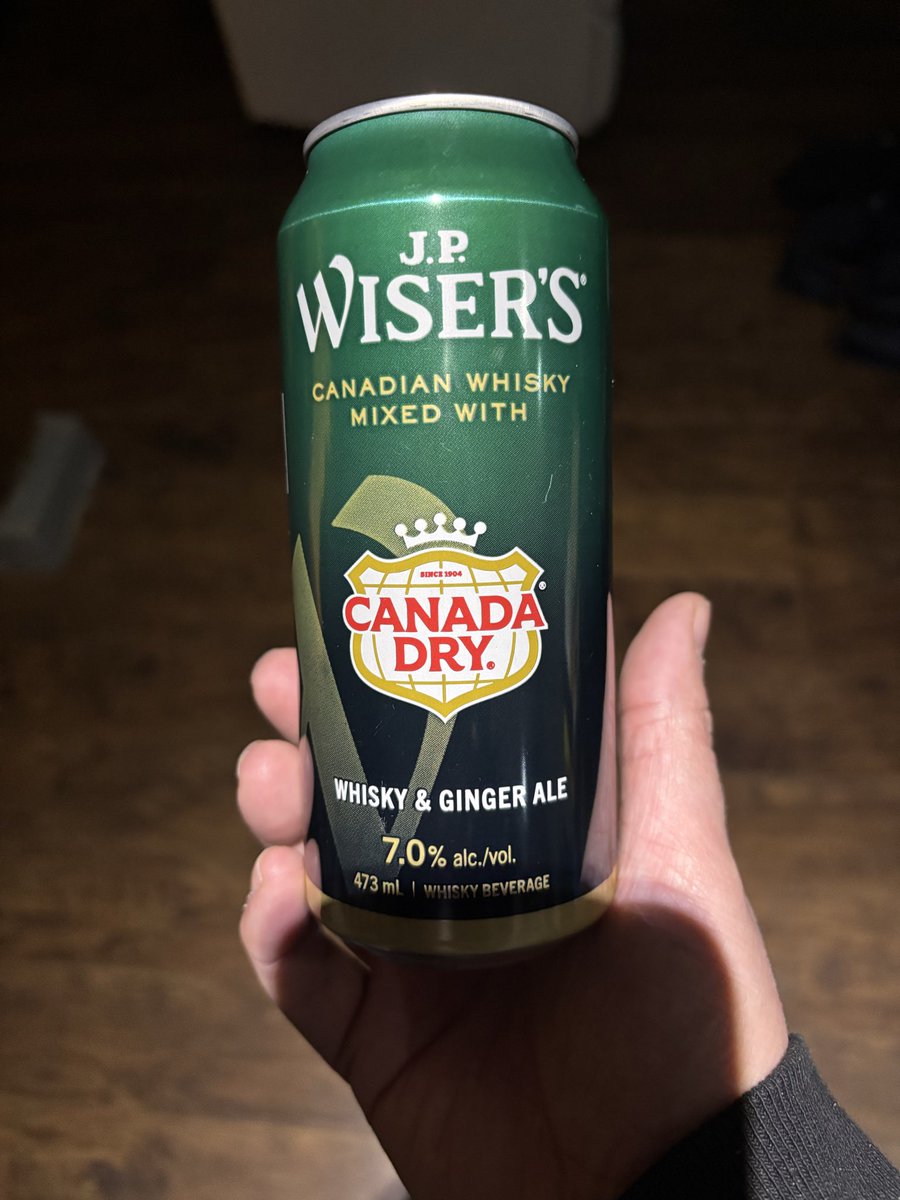 J.P.
WISER'S®
CANADIAN WHISKY
MIXED WITH
SINCE 1904
CANADA®
DRY®
WHISKY & GINGER ALE
7.0% alc./vol.
473 mL | WHISKY BEVERAGE